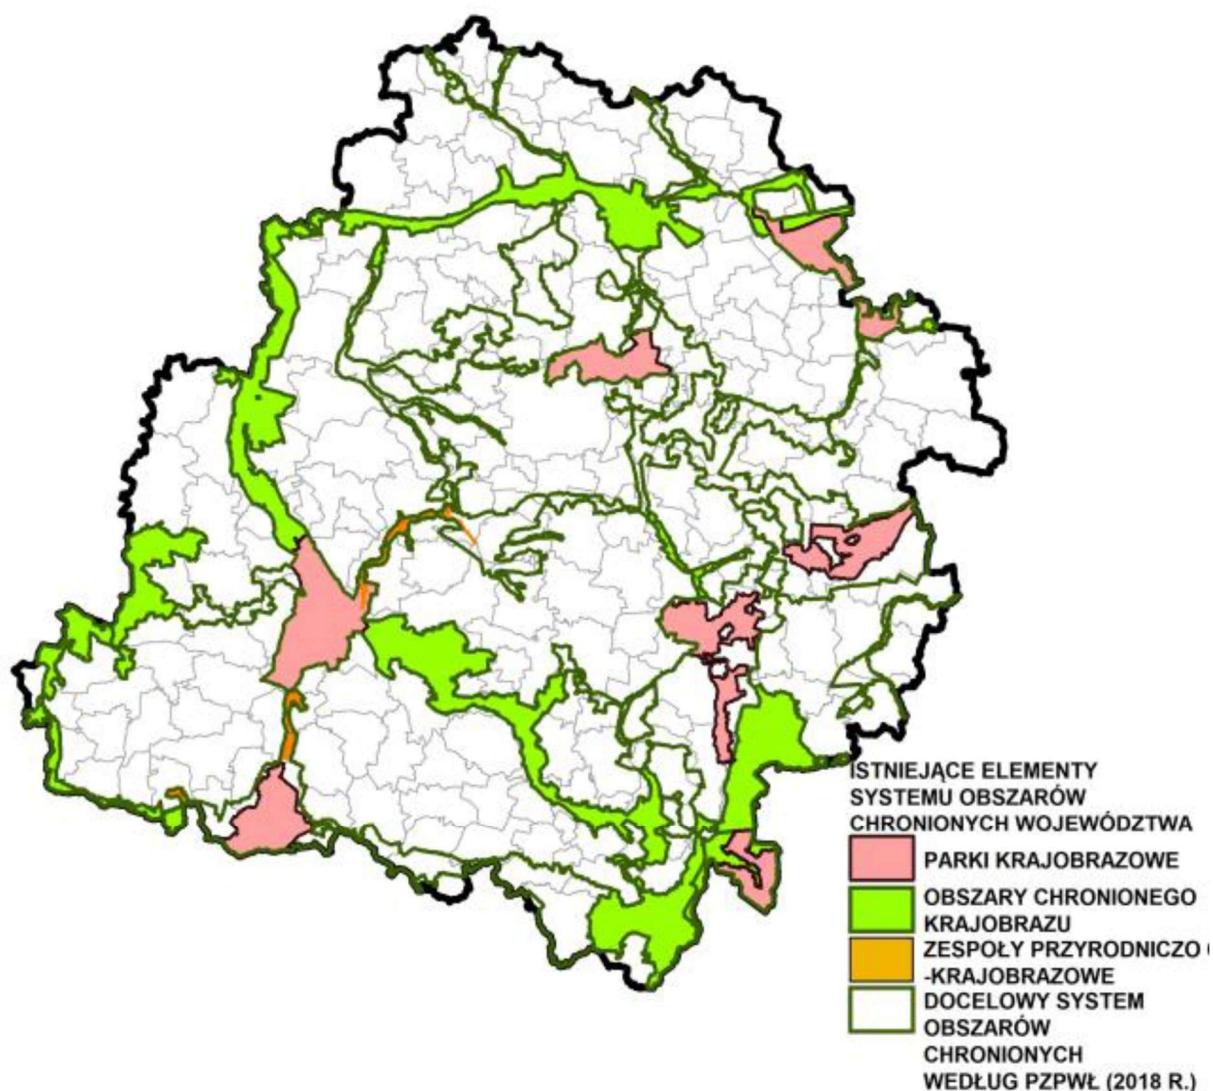 ISTNIEJĄCE ELEMENTY
SYSTEMU OBSZARÓW
CHRONIONYCH WOJEWÓDZTWA
PARKI KRAJOBRAZOWE
OBSZARY CHRONIONEGO
KRAJOBRAZU
ZESPOŁY PRZYRODNICZO
-KRAJOBRAZOWE
DOCELOWY SYSTEM
OBSZARÓW
CHRONIONYCH
WEDŁUG PZPWŁ (2018 R.)